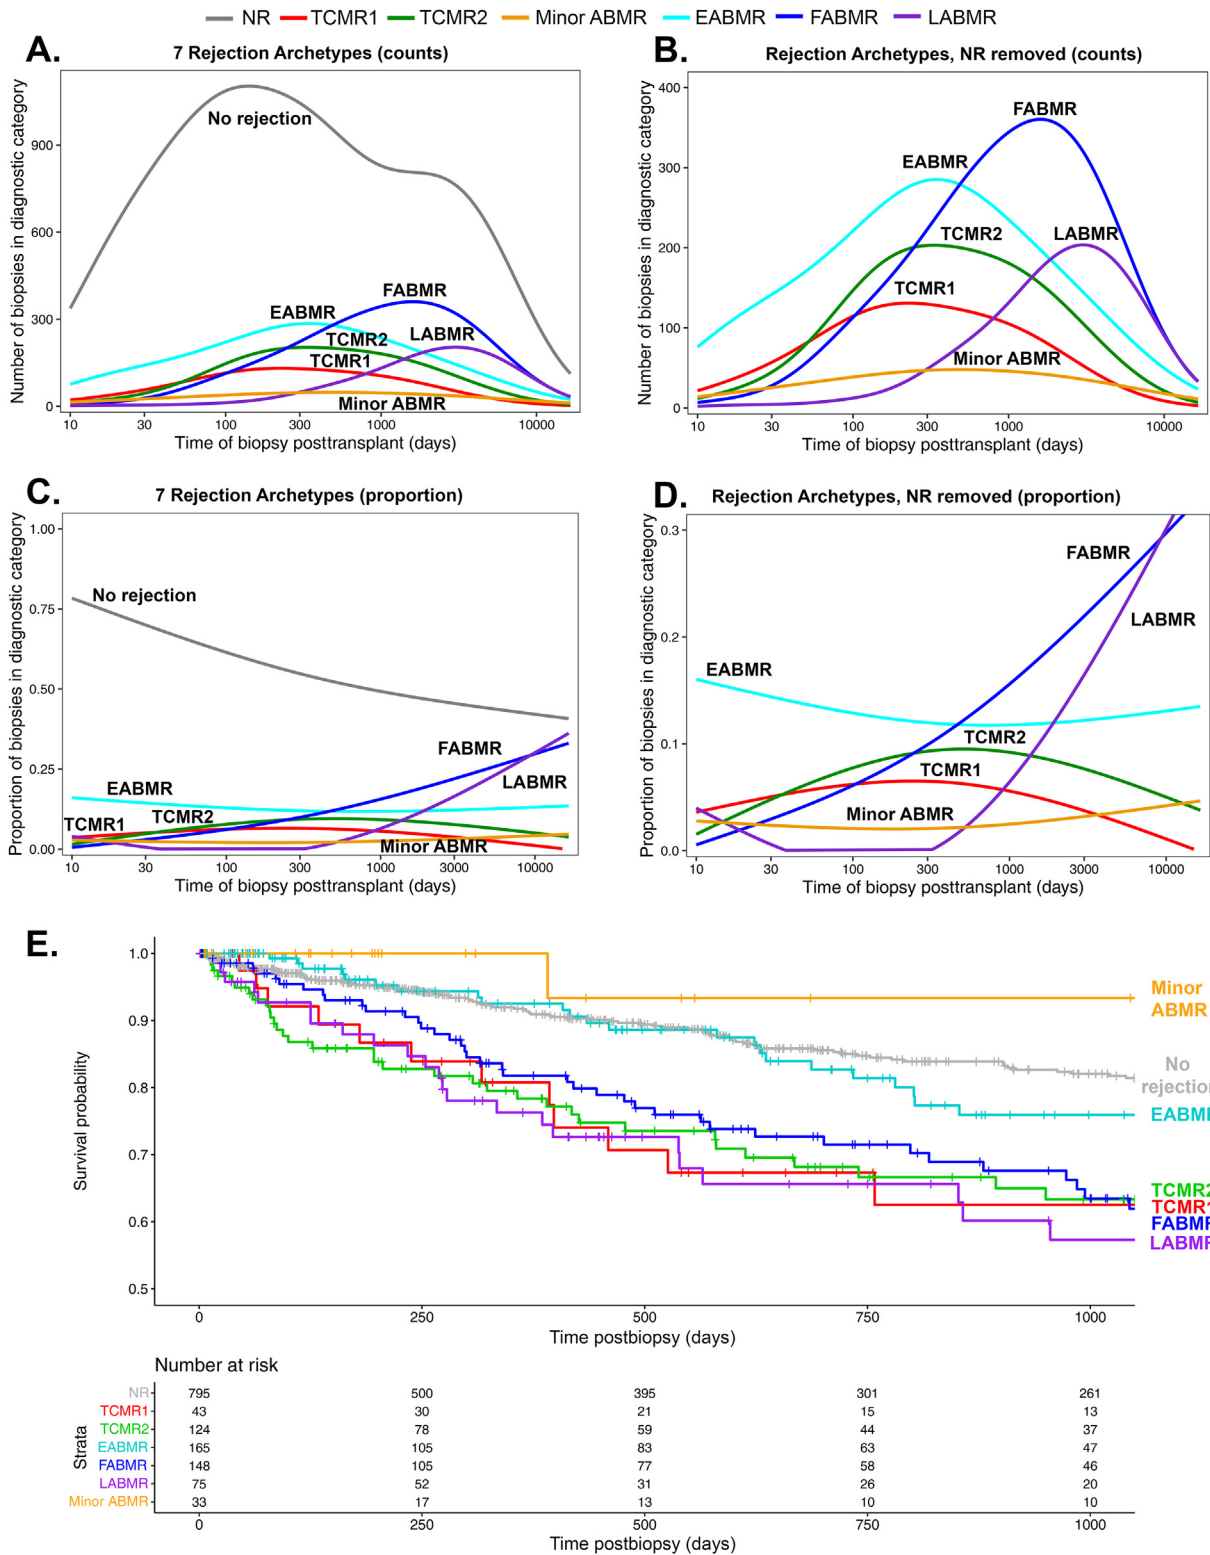 NR TCMR1 TCMR2 Minor ABMR EABMR FABMR LABMR
A.
7 Rejection Archetypes (counts)
Number of biopsies in diagnostic category
900
600
300
0
No rejection
FABMR
EABMR
LABMR
TCMR2
TCMR1
Minor ABMR
10 30 100 300 1000 10000
Time of biopsy posttransplant (days)
B.
Rejection Archetypes, NR removed (counts)
Number of biopsies in diagnostic category
400
300
200
100
0
FABMR
EABMR
TCMR2
LABMR
TCMR1
Minor ABMR
10 30 100 300 1000 10000
Time of biopsy posttransplant (days)
C.
7 Rejection Archetypes (proportion)
Proportion of biopsies in diagnostic category
1.00
0.75
0.50
0.25
0.00
No rejection
FABMR
EABMR
LABMR
TCMR1
TCMR2
Minor ABMR
10 30 100 300 1000 3000 10000
Time of biopsy posttransplant (days)
D.
Rejection Archetypes, NR removed (proportion)
Proportion of biopsies in diagnostic category
0.3
0.2
0.1
0.0
FABMR
LABMR
EABMR
TCMR2
TCMR1
Minor ABMR
10 30 100 300 1000 3000 10000
Time of biopsy posttransplant (days)
E.
Survival probability
1.0
0.9
0.8
0.7
0.6
0.5
Minor
ABMR
No
rejection
EABMR
TCMR2
TCMR1
FABMR
LABMR
0 250 500 750 1000
Time postbiopsy (days)
Number at risk
Strata
NR 795 500 395 301 261
TCMR1 43 30 21 15 13
TCMR2 124 78 59 44 37
EABMR 165 105 83 63 47
FABMR 148 105 77 58 46
LABMR 75 52 31 26 20
Minor ABMR 33 17 13 10 10
0 250 500 750 1000
Time postbiopsy (days)